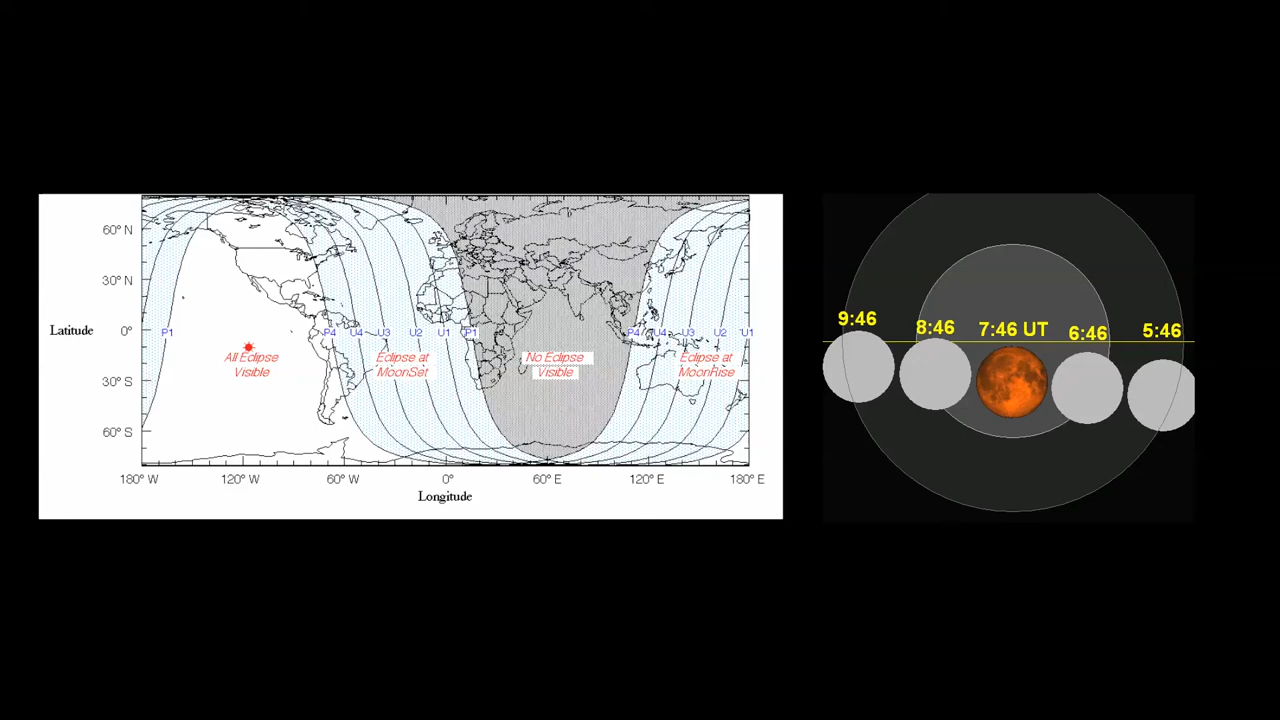 60° N
30° N
Latitude
0°
30° S
60° S
P1
P4
U4
U3
U2
U1
P1
P4
U4
U3
U2
U1
All Eclipse
Visible
Eclipse at
MoonSet
No Eclipse
Visible
Eclipse at
MoonRise
180° W
120° W
60° W
0°
60° E
120° E
180° E
Longitude
9:46
8:46
7:46 UT
6:46
5:46